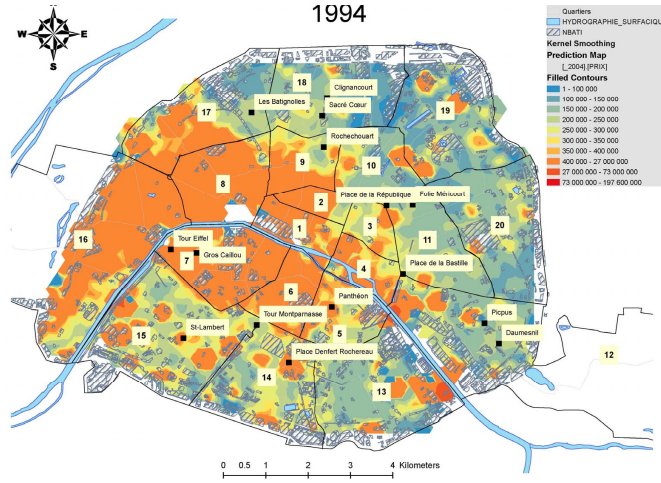 1994
N
W
E
S
Quartiers
HYDROGRAPHIE_SURFACIQU
NBATI
Kernel Smoothing
Prediction Map
[_2004].[PRIX]
Filled Contours
1 - 100 000
100 000 - 150 000
150 000 - 200 000
200 000 - 250 000
250 000 - 300 000
300 000 - 350 000
350 000 - 400 000
400 000 - 27 000 000
27 000 000 - 73 000 000
73 000 000 - 197 600 000
18
Clignancourt
Les Batignolles
Sacré Cœur
17
19
Rochechouart
9
10
8
2
Place de la République
Folie Méricourt
1
3
20
16
11
Tour Eiffel
7
Gros Caillou
4
Place de la Bastille
6
Panthéon
Picpus
St-Lambert
Tour Montparnasse
15
5
Daumesnil
Place Denfert Rochereau
12
14
13
0 0.5 1 2 3 4 Kilometers